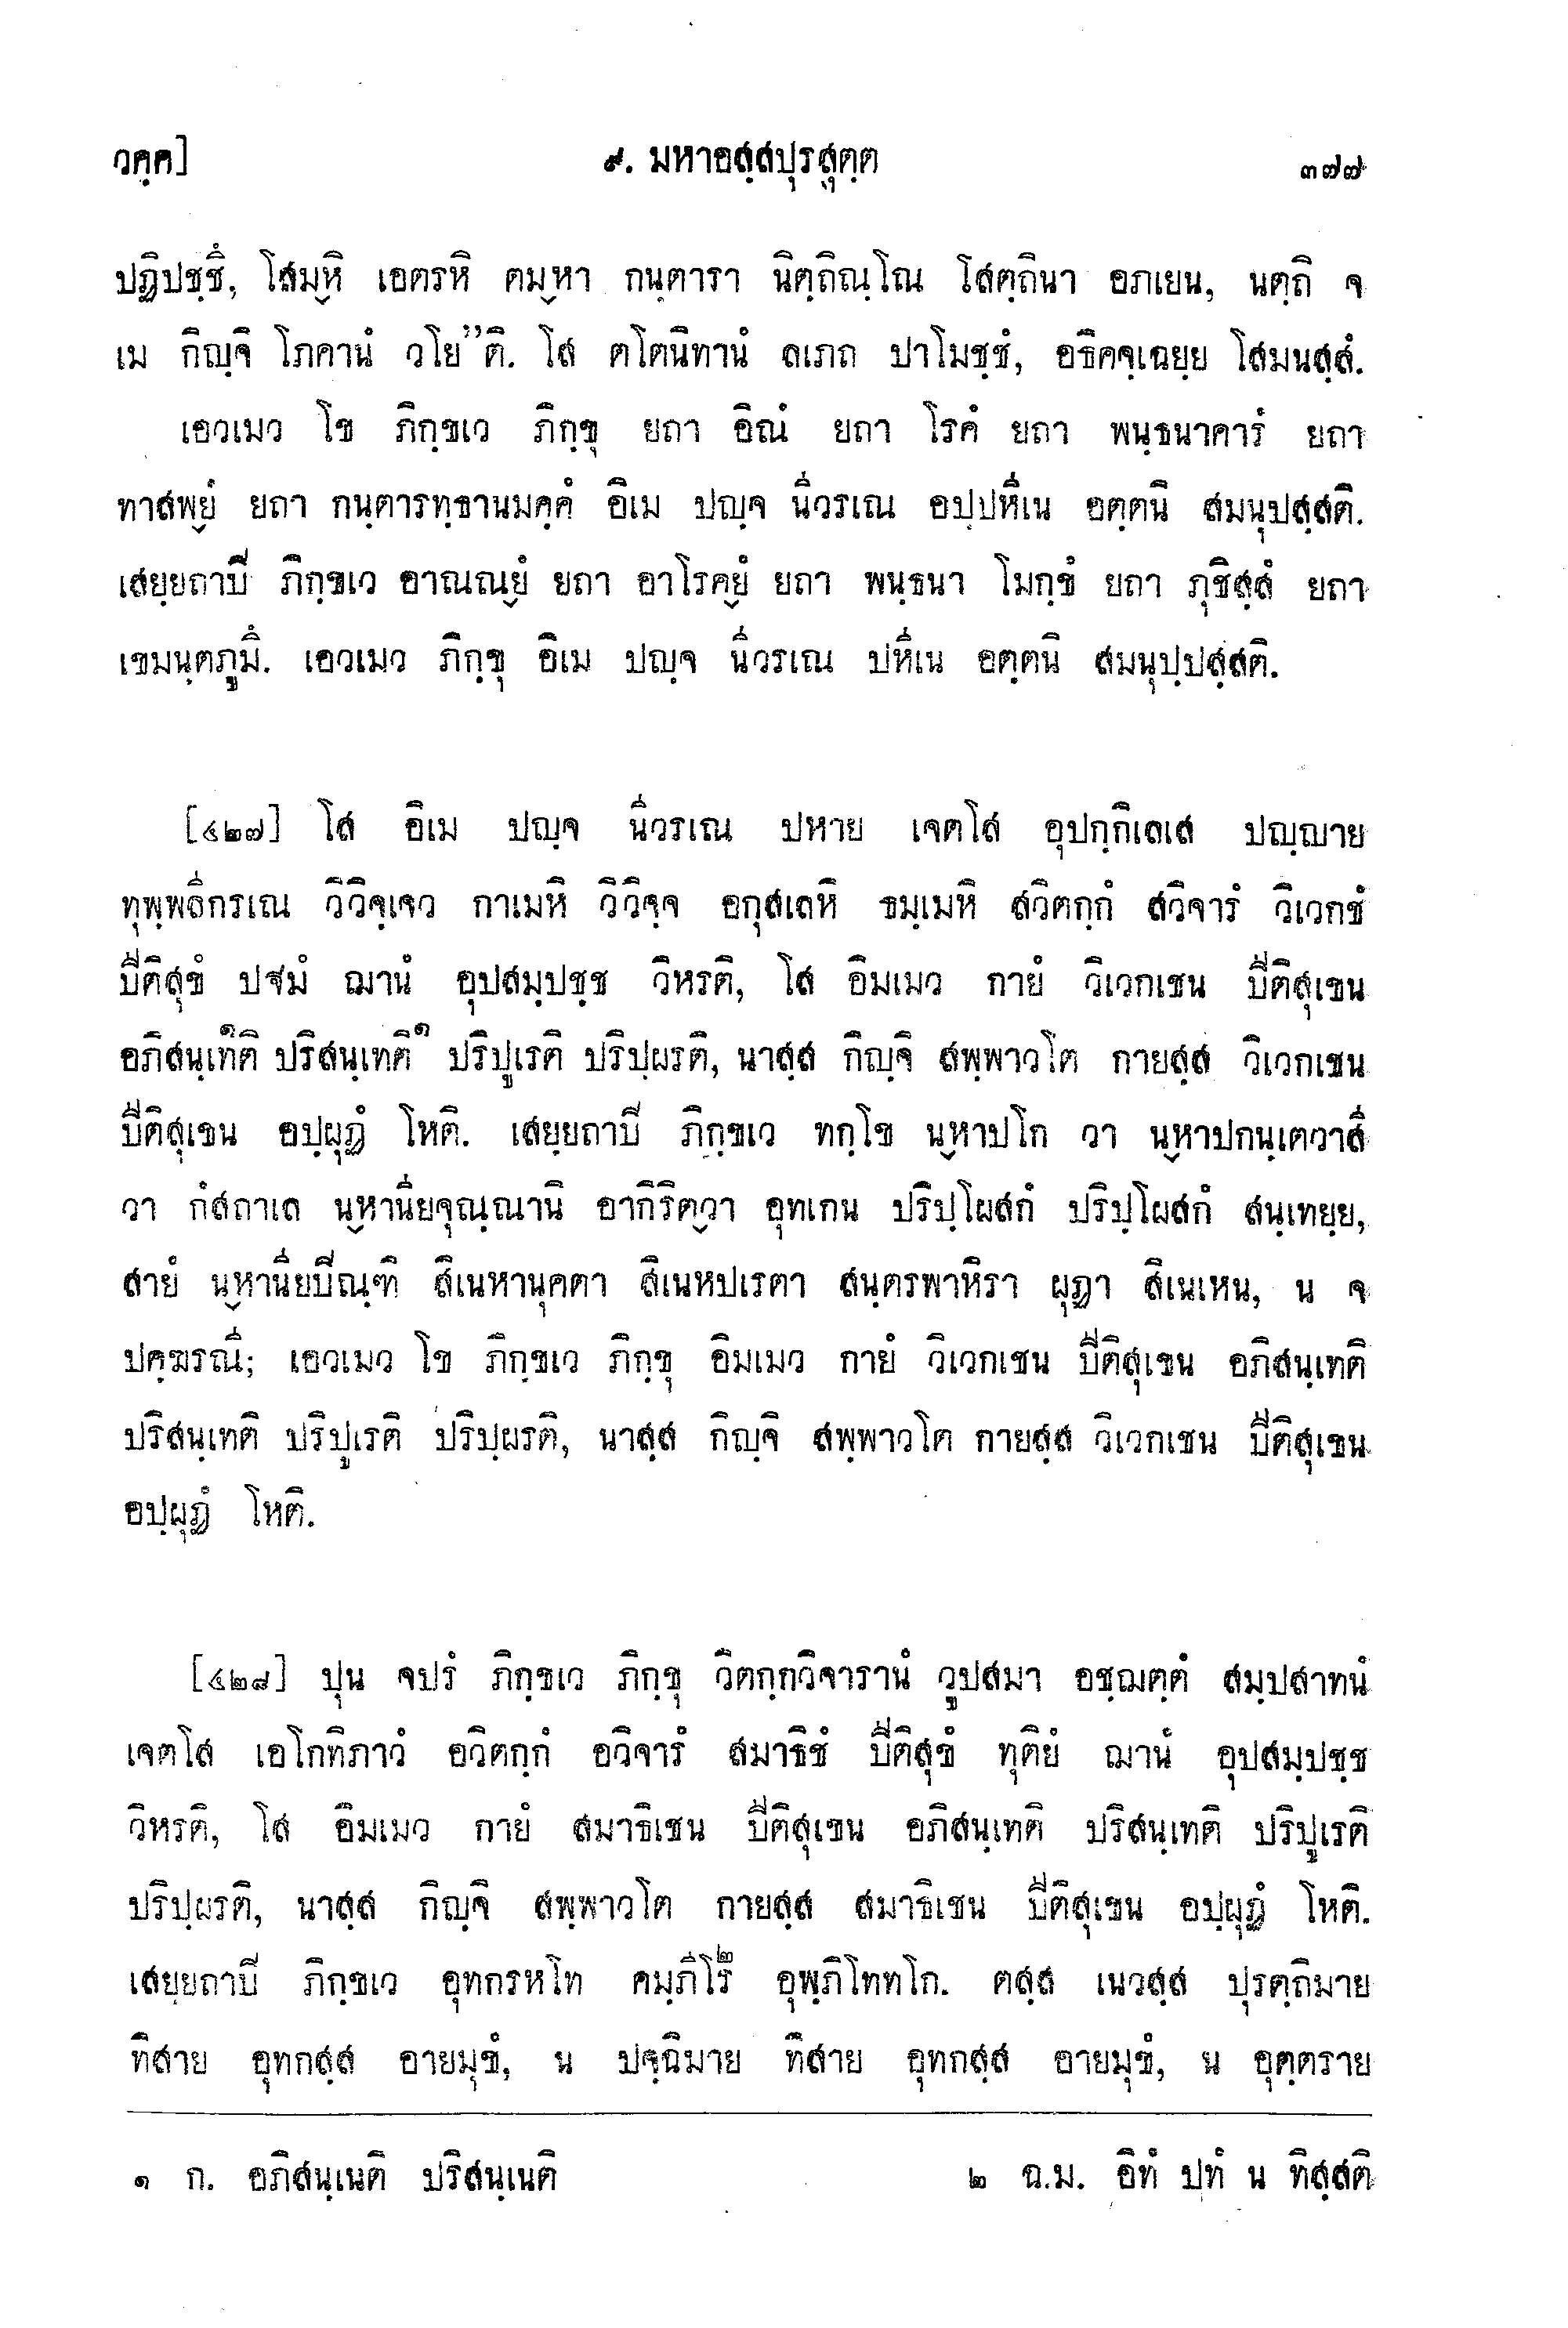 วคฺค]
๙. มหาอสฺสปุรสุตฺต
๓๗๗
ปฏิปชฺชึ, โสมฺหิ เอตรหิ ตมฺหา กนฺตารา นิตฺถิณฺโณ โสตฺถินา อภเยน, นตฺถิ จ
เม กิญฺจิ โภคานํ วโย”ติ. โส ตโตนิทานํ ลเภถ ปาโมชฺชํ, อธิคจฺเฉยฺย โสมนสฺสํ.
เอวเมว โข ภิกฺขเว ภิกฺขุ ยถา อิณํ ยถา โรคํ ยถา พนฺธนาคารํ ยถา
ทาสพฺยํ ยถา กนฺตารทฺธานมคฺคํ อิเม ปญฺจ นีวรเณ อปฺปหีเน อตฺตนิ สมนุปสฺสติ.
เสยฺยถาปิ ภิกฺขเว อาณณฺยํ ยถา อาโรคฺยํ ยถา พนฺธนา โมกฺขํ ยถา ภุชิสฺสํ ยถา
เขมนฺตภูมึ. เอวเมว ภิกฺขุ อิเม ปญฺจ นีวรเณ ปหีเน อตฺตนิ สมนุปฺปสฺสติ.
[๔๒๗] โส อิเม ปญฺจ นีวรเณ ปหาย เจตโส อุปกฺกิเลเส ปญฺญาย
ทุพฺพลีกรเณ วิวิจฺเจว กาเมหิ วิวิจฺจ อกุสเลหิ ธมฺเมหิ สวิตกฺกํ สวิจารํ วิเวกชํ
ปีติสุขํ ปฐมํ ฌานํ อุปสมฺปชฺช วิหรติ, โส อิมเมว กายํ วิเวกเชน ปีติสุเขน
อภิสนฺเทติ ปริสนฺเทติ๑ ปริปูเรติ ปริปฺผรติ, นาสฺส กิญฺจิ สพฺพาวโต กายสฺส วิเวกเชน
ปีติสุเขน อปฺผุฏํ โหติ. เสยฺยถาปิ ภิกฺขเว ทกฺโข นฺหาปโก วา นฺหาปกนฺเตวาสี
วา กํสถาเล นฺหานียจุณฺณานิ อากิริตฺวา อุทเกน ปริปฺโผสกํ ปริปฺโผสกํ สนฺเทยฺย,
สายํ นฺหานียปิณฺฑิ สิเนหานุคตา สิเนหปเรตา สนฺตรพาหิรา ผุฏา สิเนเหน, น จ
ปคฺฆรณี; เอวเมว โข ภิกฺขเว ภิกฺขุ อิมเมว กายํ วิเวกเชน ปีติสุเขน อภิสนฺเทติ
ปริสนฺเทติ ปริปูเรติ ปริปฺผรติ, นาสฺส กิญฺจิ สพฺพาวโต กายสฺส วิเวกเชน ปีติสุเขน
อปฺผุฏํ โหติ.
[๔๒๘] ปุน จปรํ ภิกฺขเว ภิกฺขุ วิตกฺกวิจารานํ วูปสมา อชฺฌตฺตํ สมฺปสาทนํ
เจตโส เอโกทิภาวํ อวิตกฺกํ อวิจารํ สมาธิชํ ปีติสุขํ ทุติยํ ฌานํ อุปสมฺปชฺช
วิหรติ, โส อิมเมว กายํ สมาธิเชน ปีติสุเขน อภิสนฺเทติ ปริสนฺเทติ ปริปูเรติ
ปริปฺผรติ, นาสฺส กิญฺจิ สพฺพาวโต กายสฺส สมาธิเชน ปีติสุเขน อปฺผุฏํ โหติ.
เสยฺยถาปิ ภิกฺขเว อุทกรหโท คมฺภีโร๒ อุพฺภิโททโก. ตสฺส เนวสฺส ปุรตฺถิมาย
ทิสาย อุทกสฺส อายมุขํ, น ปจฺฉิมาย ทิสาย อุทกสฺส อายมุขํ, น อุตฺตราย
๑ ก. อภิสนฺเนติ ปริสนฺเนติ
๒ ฉ.ม. อิทํ ปทํ น ทิสฺสติ